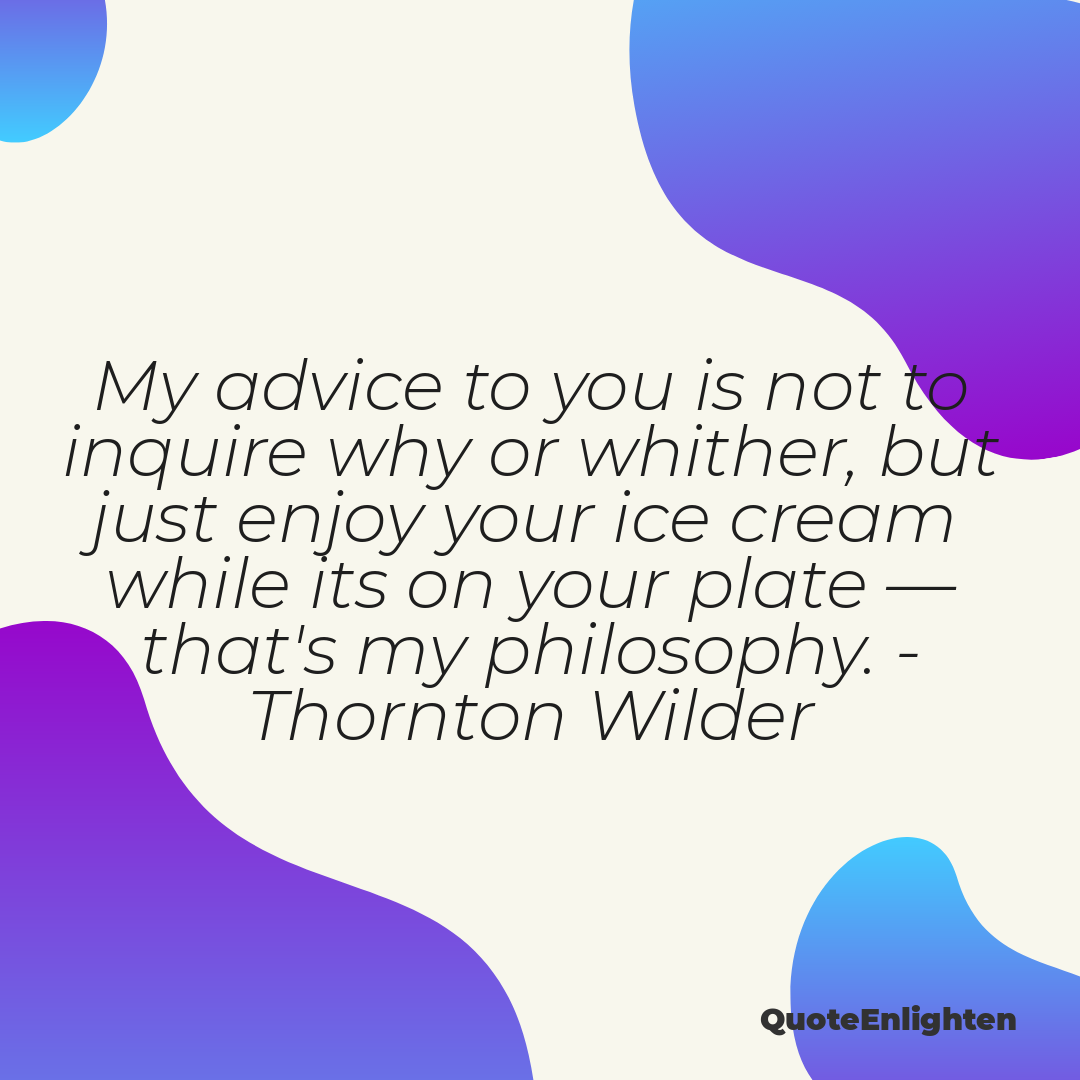 My advice to you is not to
inquire why or whither, but
just enjoy your ice cream
while its on your plate —
that's my philosophy. -
Thornton Wilder
QuoteEnlighten